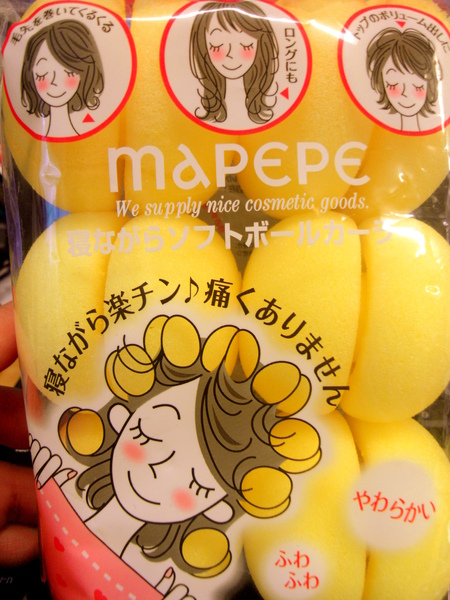 毛先を巻いてくるくる
ロングにも
トップのボリューム出した
MAPEPE
We supply nice cosmetic goods.
寝ながらソフトボールカーラ
寝ながら楽チン♪痛くありません
やわらかい
ふわ
ふわ